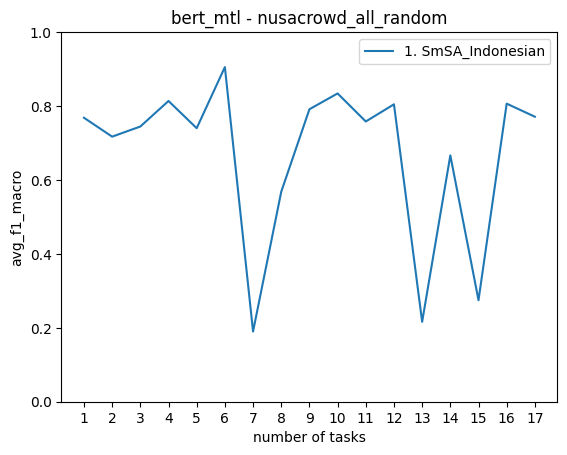 bert_mtl - nusacrowd_all_random
1. SmSA_Indonesian
avg_f1_macro
1.0
0.8
0.6
0.4
0.2
0.0
1 2 3 4 5 6 7 8 9 10 11 12 13 14 15 16 17
number of tasks